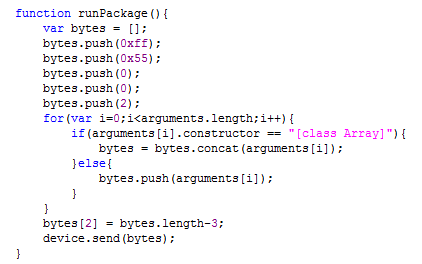 function runPackage(){
    var bytes = [];
    bytes.push(0xff);
    bytes.push(0x55);
    bytes.push(0);
    bytes.push(0);
    bytes.push(2);
    for(var i=0;i<arguments.length;i++){
        if(arguments[i].constructor == "[class Array]"){
            bytes = bytes.concat(arguments[i]);
        }else{
            bytes.push(arguments[i]);
        }
    }
    bytes[2] = bytes.length-3;
    device.send(bytes);
}